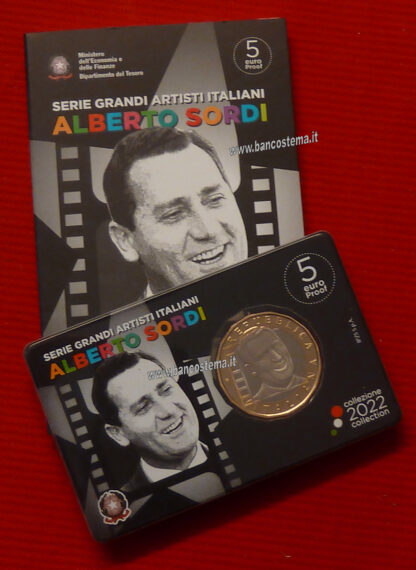 Ministero
dell'Economia e
delle Finanze
Dipartimento del Tesoro
5
euro
Proof
SERIE GRANDI ARTISTI ITALIANI
ALBERTO SORDI
www.bancostema.it
SERIE GRANDI ARTISTI ITALIANI
ALBERTO SORDI
www.bancostema.it
5
euro
Proof
REPUBBLICA
collezione
2022
collection